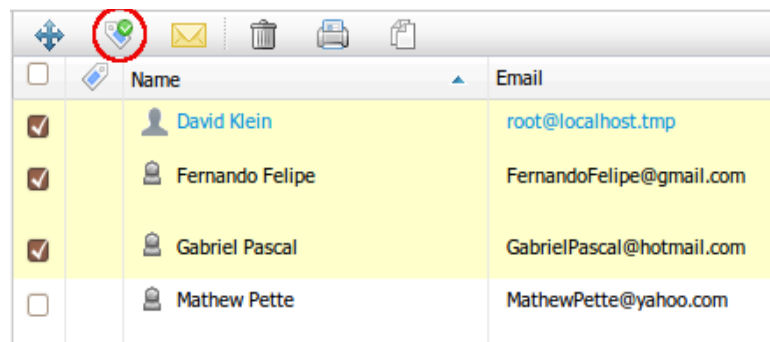 Name Email
David Klein root@localhost.tmp
Fernando Felipe FernandoFelipe@gmail.com
Gabriel Pascal GabrielPascal@hotmail.com
Mathew Pette MathewPette@yahoo.com